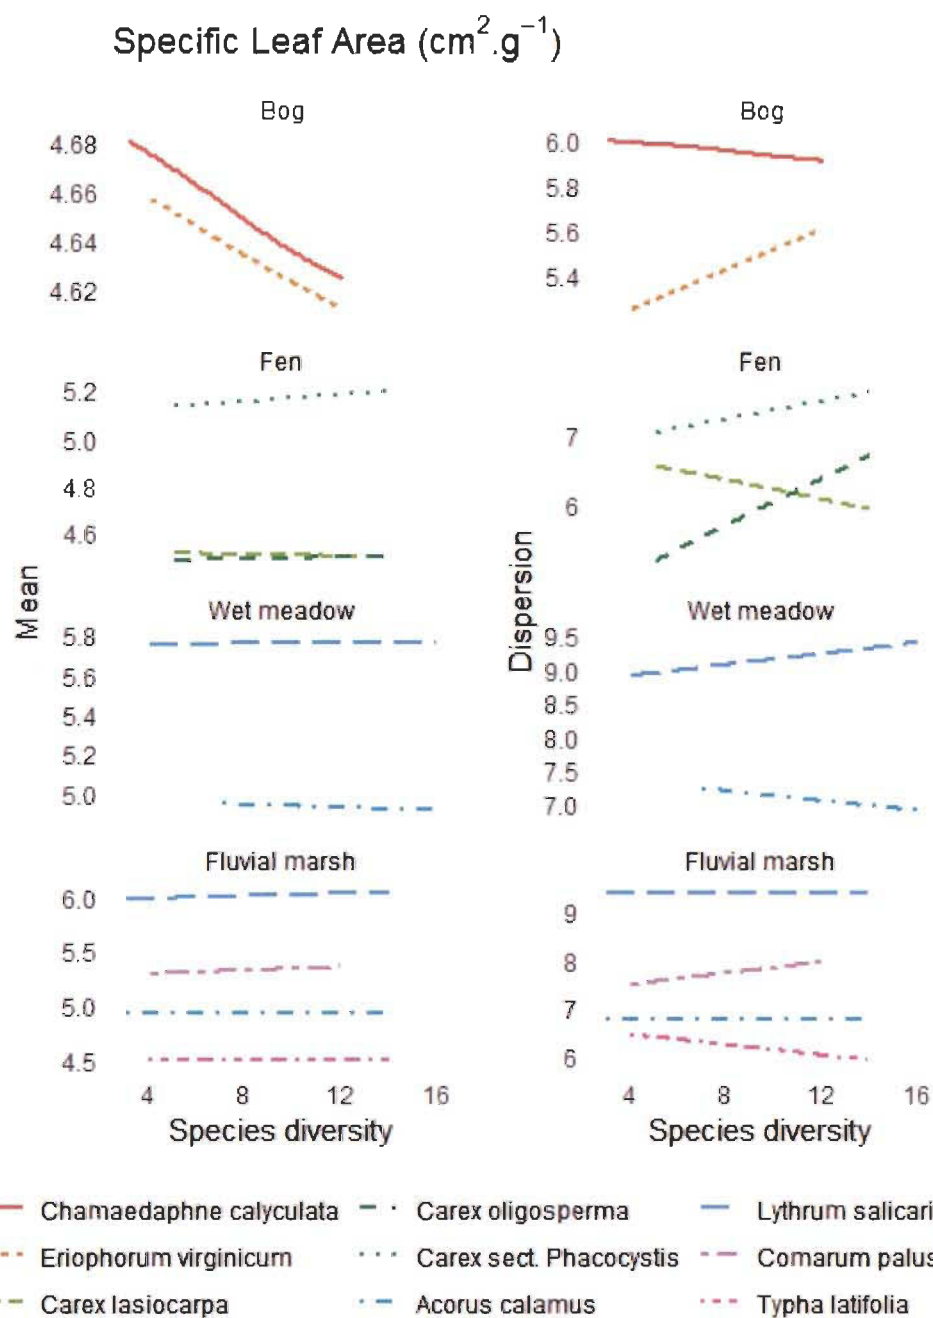 Specific Leaf Area (cm².g⁻¹)
Bog
4.68
4.66
4.64
4.62
Bog
6.0
5.8
5.6
5.4
Fen
5.2
5.0
4.8
4.6
Fen
7
6
Mean
Dispersion
Wet meadow
5.8
5.6
5.4
5.2
5.0
Wet meadow
9.5
9.0
8.5
8.0
7.5
7.0
Fluvial marsh
6.0
5.5
5.0
4.5
Fluvial marsh
9
8
7
6
4 8 12 16
4 8 12 16
Species diversity
Species diversity
Chamaedaphne calyculata Carex oligosperma Lythrum salicari
Eriophorum virginicum Carex sect. Phacocystis Comarum palus
Carex lasiocarpa Acorus calamus Typha latifolia